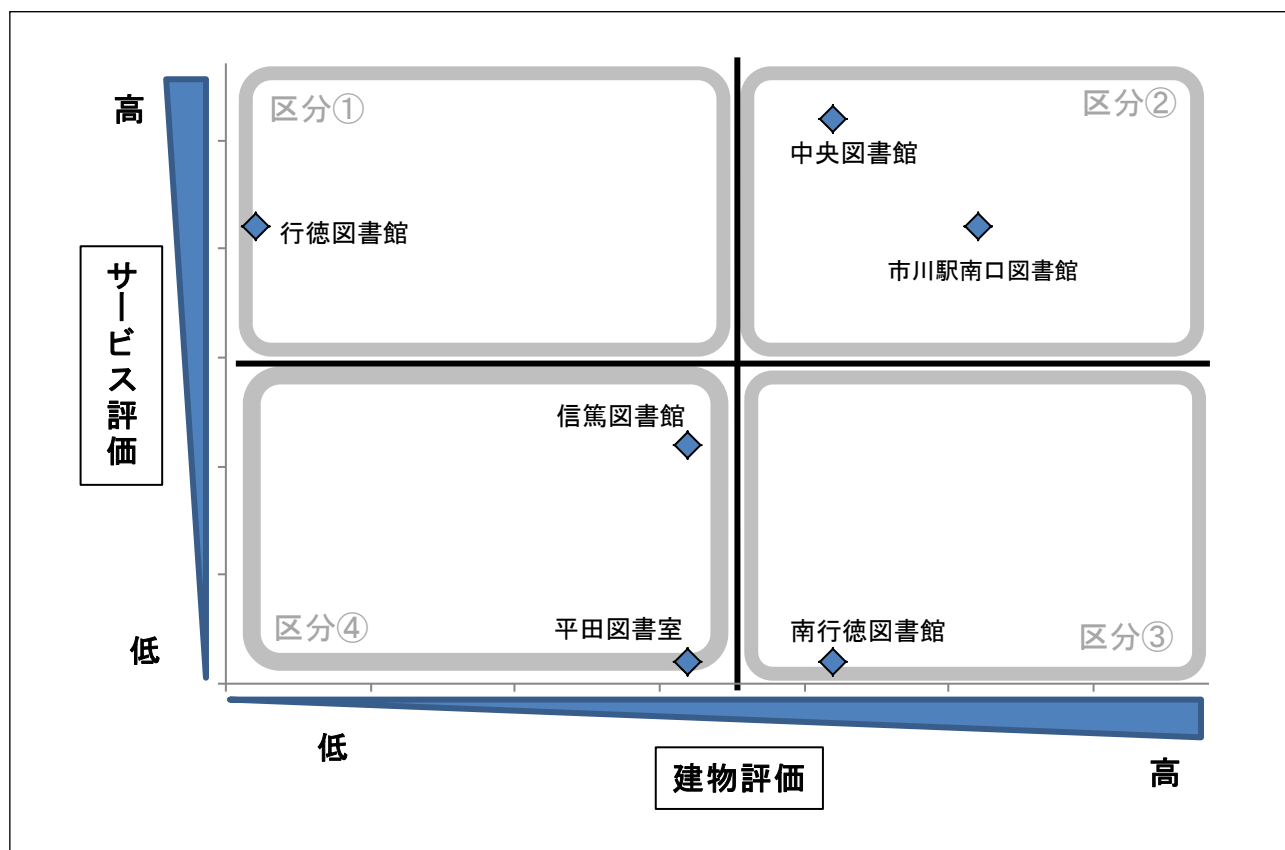 高
区分①
区分②
中央図書館
行徳図書館
市川駅南口図書館
サービス評価
信篤図書館
区分④
平田図書室
南行徳図書館
区分③
低
低
建物評価
高